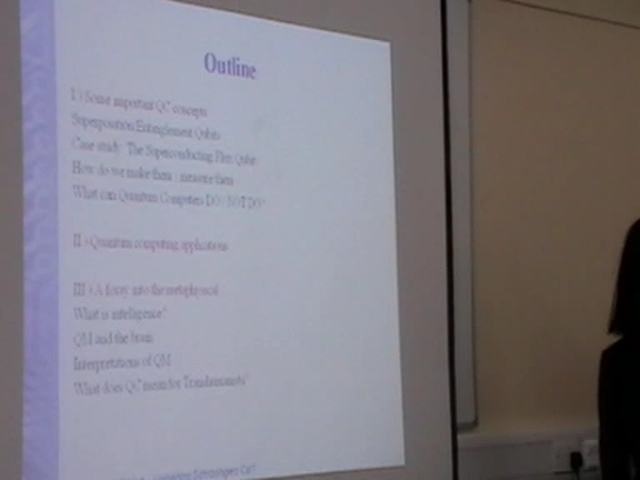 Outline
I ) Some important QC concepts
Superposition Entanglement Qubits
Case study: The Superconducting Flux Qubit
How do we make them / measure them
What can Quantum Computers DO / NOT DO?
II ) Quantum computing applications
III ) A foray into the metaphysical
What is intelligence?
QM and the brain
Interpretations of QM
What does QC mean for Transhumanists?
Schrodingers Cat?